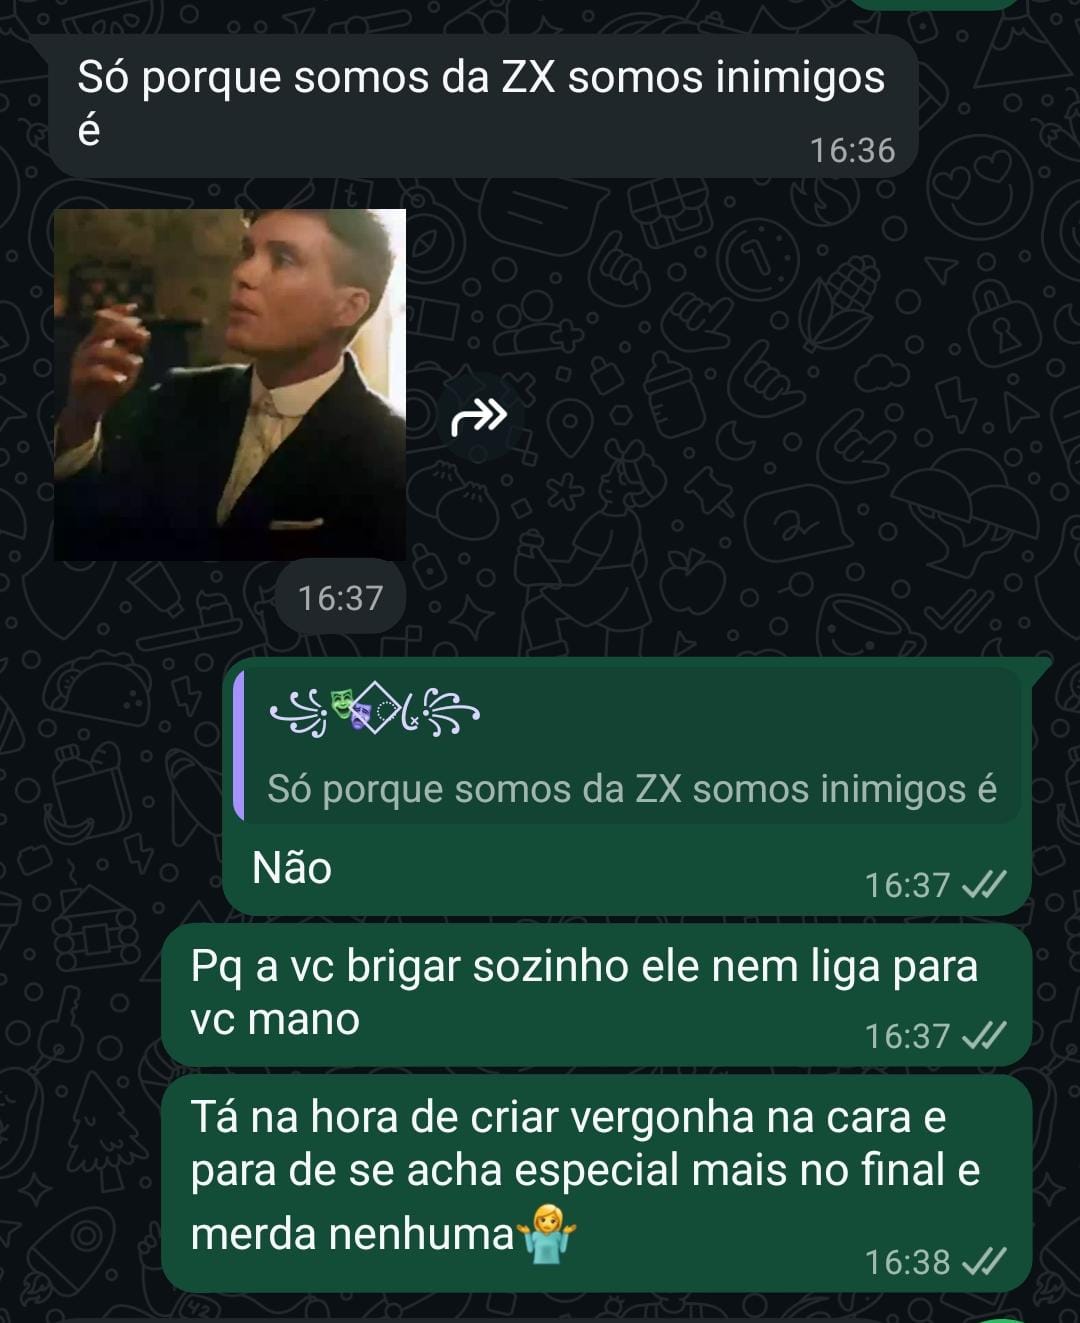 Só porque somos da ZX somos inimigos
é
16:36
16:37
Só porque somos da ZX somos inimigos é
Não
16:37
Pq a vc brigar sozinho ele nem liga para
vc mano
16:37
Tá na hora de criar vergonha na cara e
para de se acha especial mais no final e
merda nenhuma🤷‍♀️
16:38